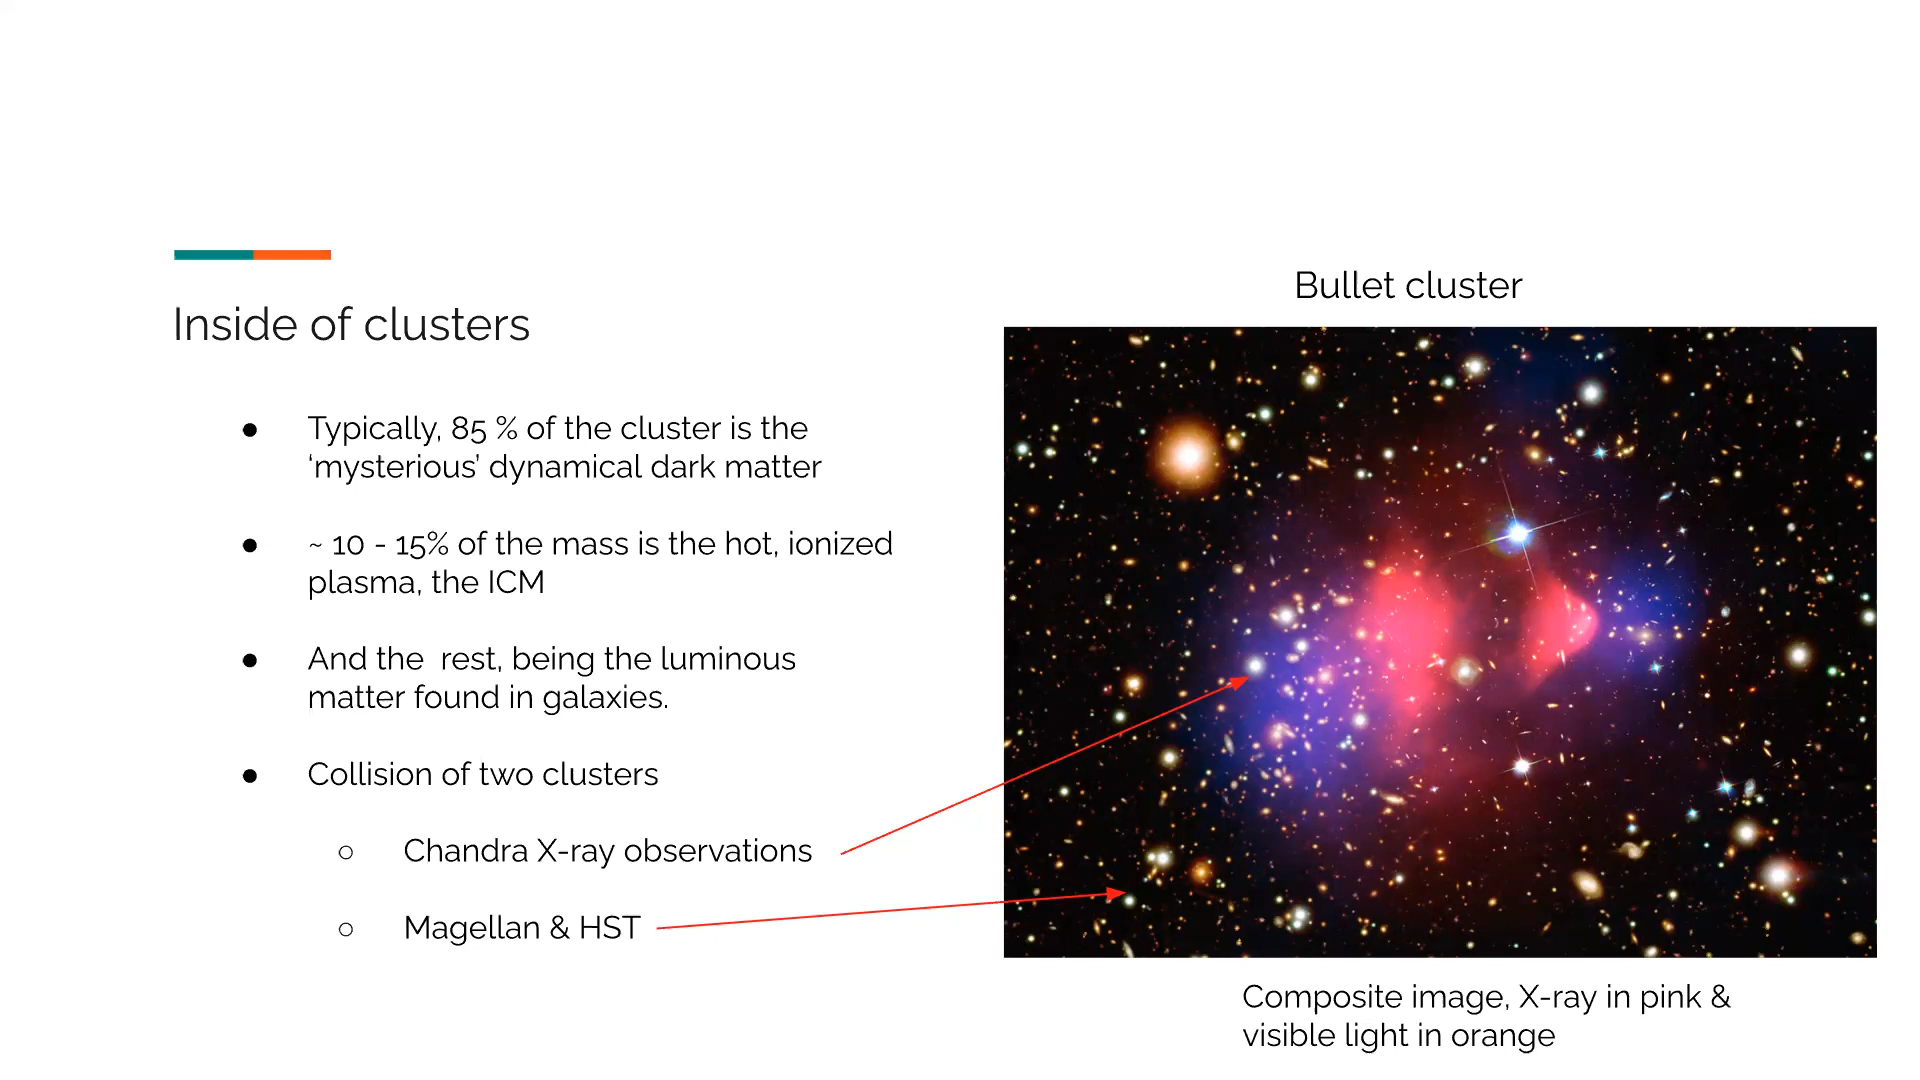 Inside of clusters
● Typically, 85 % of the cluster is the
‘mysterious’ dynamical dark matter
● ~ 10 - 15% of the mass is the hot, ionized
plasma, the ICM
● And the  rest, being the luminous
matter found in galaxies.
● Collision of two clusters
○ Chandra X-ray observations
○ Magellan & HST
Bullet cluster
Composite image, X-ray in pink &
visible light in orange